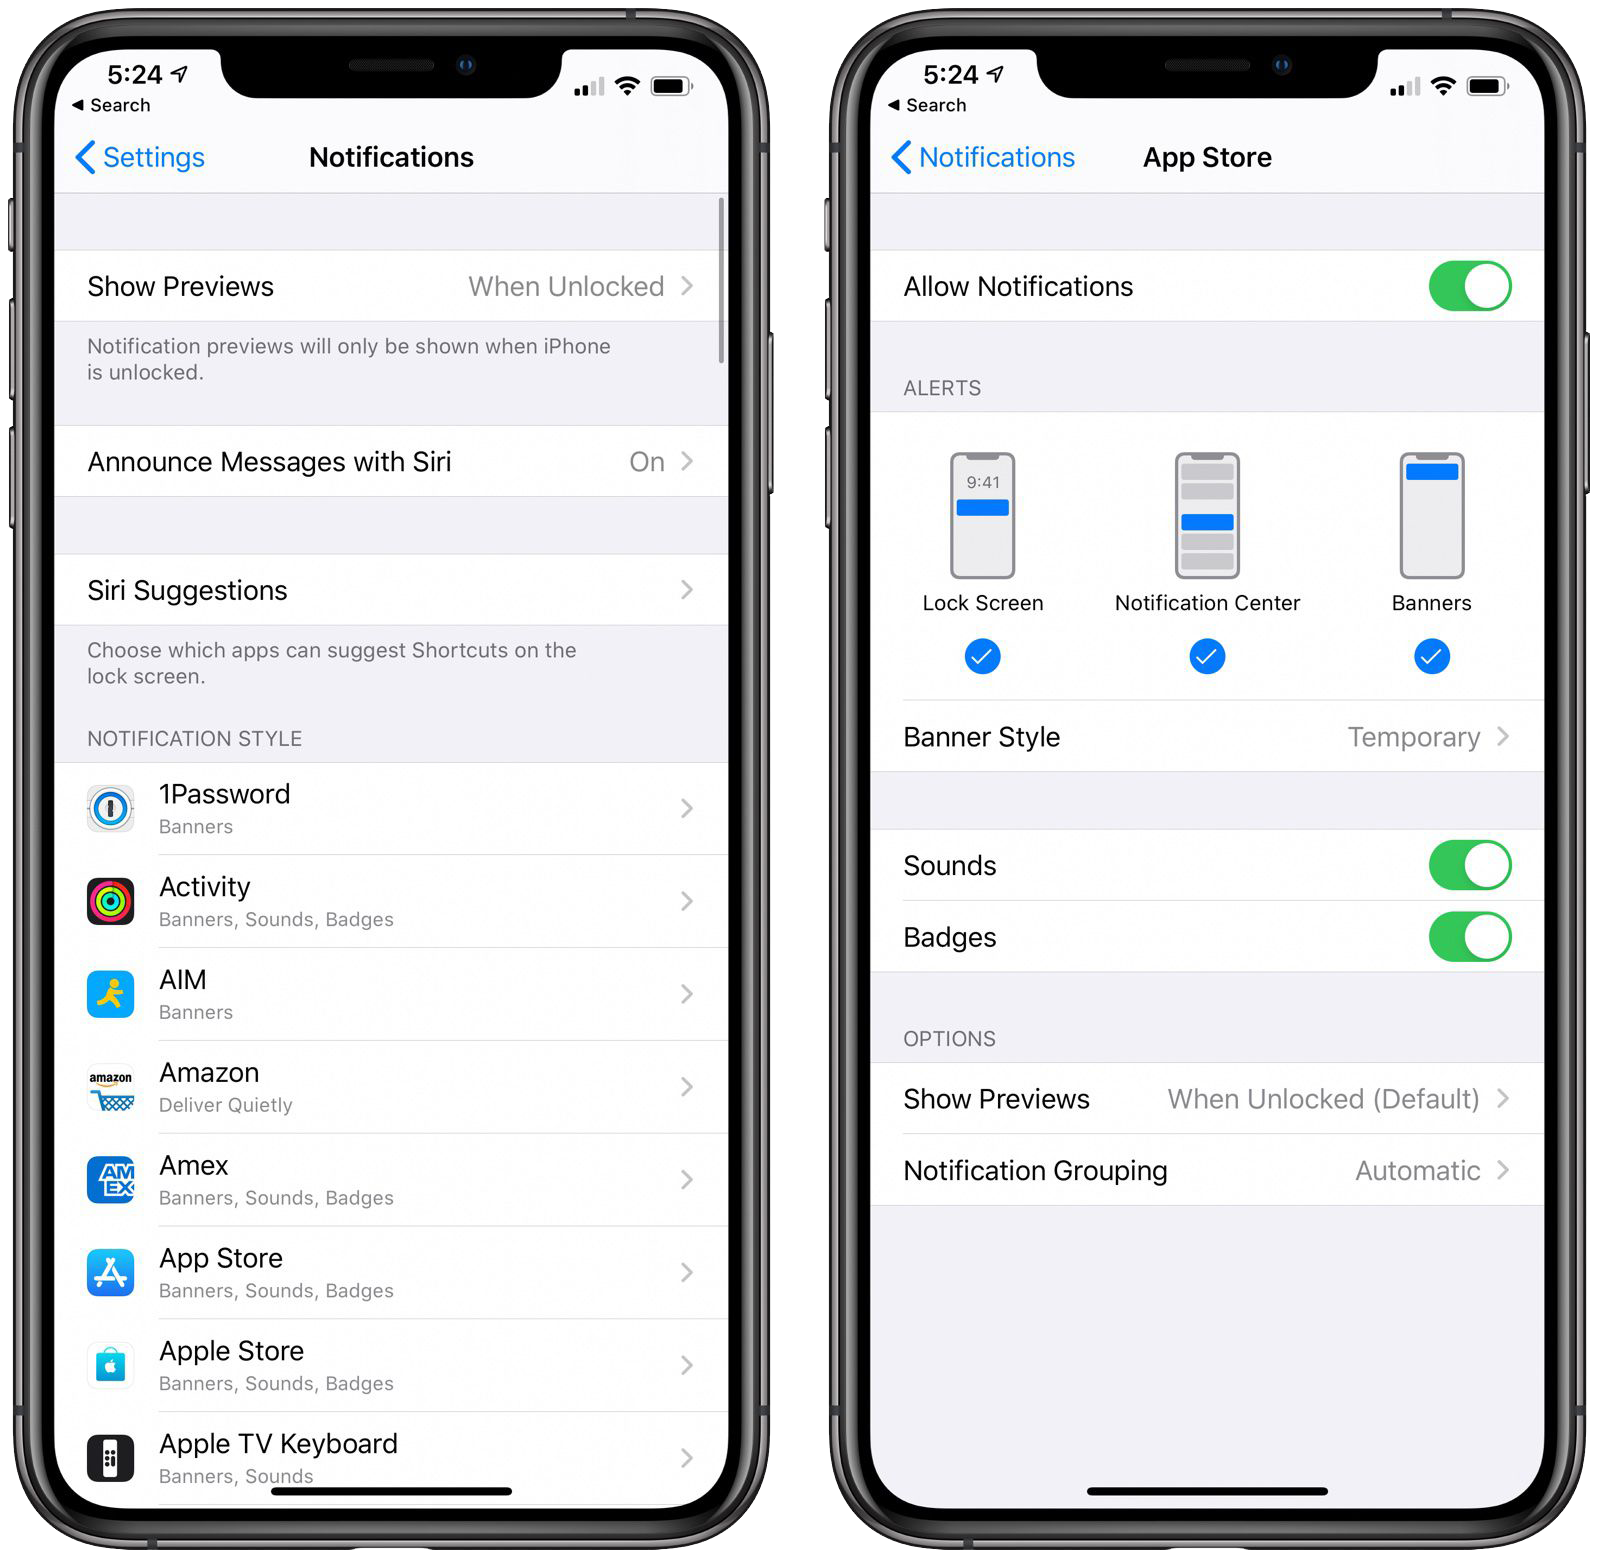 5:24
Search
Settings
Notifications
Show Previews
When Unlocked
Notification previews will only be shown when iPhone
is unlocked.
Announce Messages with Siri
On
Siri Suggestions
Choose which apps can suggest Shortcuts on the
lock screen.
NOTIFICATION STYLE
1Password
Banners
Activity
Banners, Sounds, Badges
AIM
Banners
amazon
Amazon
Deliver Quietly
AM
EX
Amex
Banners, Sounds, Badges
App Store
Banners, Sounds, Badges
Apple Store
Banners, Sounds, Badges
Apple TV Keyboard
Banners, Sounds
5:24
Search
Notifications
App Store
Allow Notifications
ALERTS
9:41
Lock Screen
Notification Center
Banners
Banner Style
Temporary
Sounds
Badges
OPTIONS
Show Previews
When Unlocked (Default)
Notification Grouping
Automatic